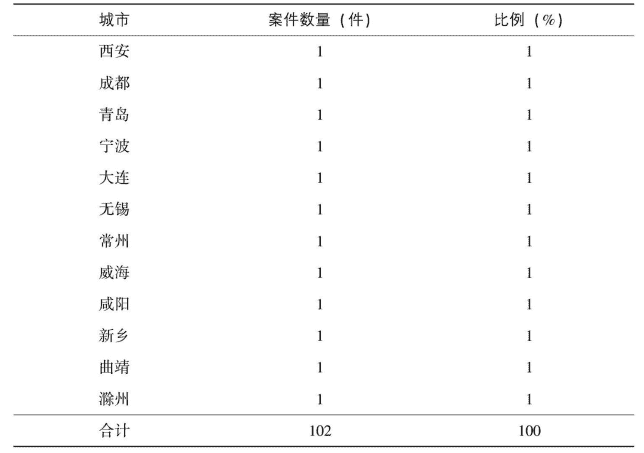 城市 案件数量（件） 比例（%）
西安 1 1
成都 1 1
青岛 1 1
宁波 1 1
大连 1 1
无锡 1 1
常州 1 1
威海 1 1
咸阳 1 1
新乡 1 1
曲靖 1 1
滁州 1 1
合计 102 100